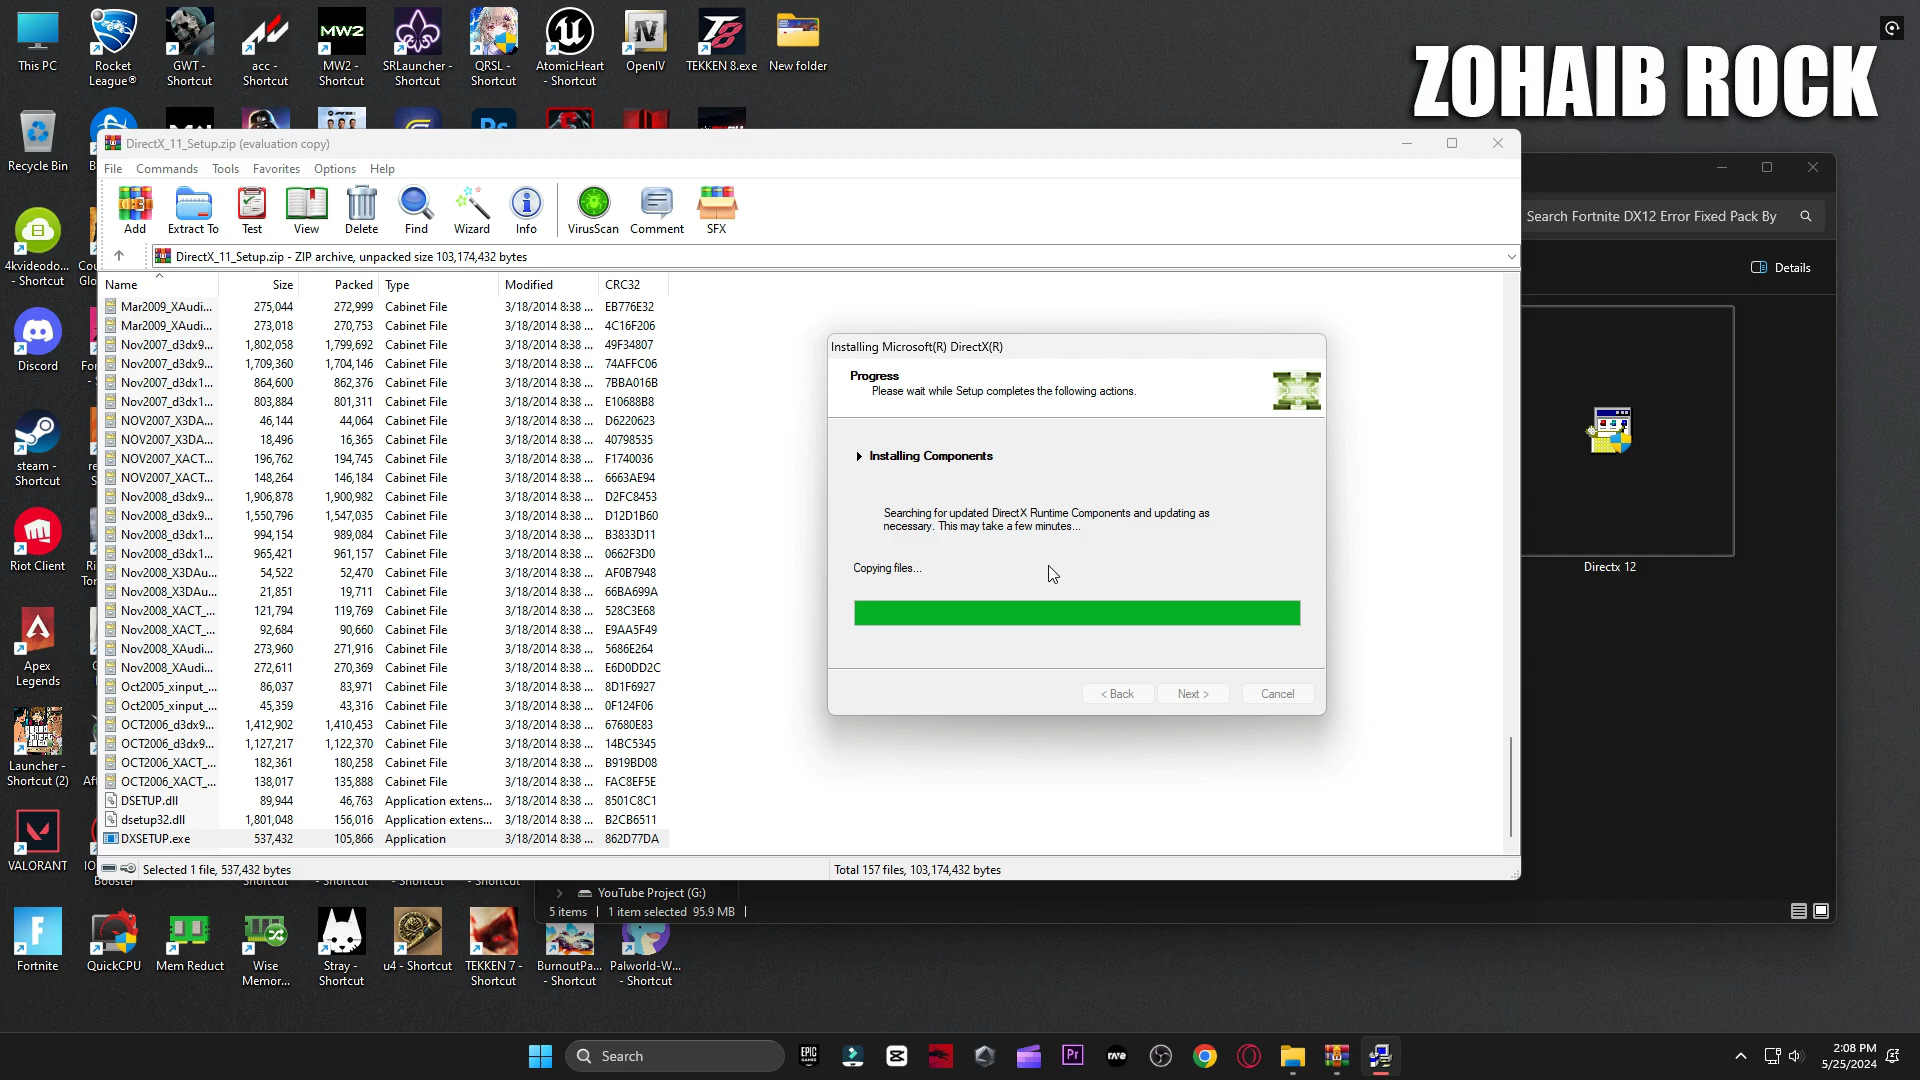 This PC
Rocket
League®
GWT -
Shortcut
acc -
Shortcut
MW2
MW2 -
Shortcut
SRLauncher -
Shortcut
QRSL -
Shortcut
AtomicHeart
- Shortcut
OpenIV
TEKKEN 8.exe
New folder
ZOHAIB ROCK
Recycle Bin
DirectX_11_Setup.zip (evaluation copy)
File Commands Tools Favorites Options Help
Add
Extract To
Test
View
Delete
Find
Wizard
Info
VirusScan
Comment
SFX
Search Fortnite DX12 Error Fixed Pack By
Details
DirectX_11_Setup.zip - ZIP archive, unpacked size 103,174,432 bytes
Name Size Packed Type Modified CRC32
Mar2009_XAudi... 275,044 272,999 Cabinet File 3/18/2014 8:38 ... EB776E32
Mar2009_XAudi... 273,018 270,753 Cabinet File 3/18/2014 8:38 ... 4C16F206
Nov2007_d3dx9... 1,802,058 1,799,692 Cabinet File 3/18/2014 8:38 ... 49F34807
Nov2007_d3dx9... 1,709,360 1,704,146 Cabinet File 3/18/2014 8:38 ... 74AFFC06
Nov2007_d3dx1... 864,600 862,376 Cabinet File 3/18/2014 8:38 ... 7BBA016B
Nov2007_d3dx1... 803,884 801,311 Cabinet File 3/18/2014 8:38 ... E10688B8
NOV2007_X3DA... 46,144 44,064 Cabinet File 3/18/2014 8:38 ... D6220623
NOV2007_X3DA... 18,496 16,365 Cabinet File 3/18/2014 8:38 ... 40798535
NOV2007_XACT... 196,762 194,745 Cabinet File 3/18/2014 8:38 ... F1740036
NOV2007_XACT... 148,264 146,184 Cabinet File 3/18/2014 8:38 ... 6663AE94
Nov2008_d3dx9... 1,906,878 1,900,982 Cabinet File 3/18/2014 8:38 ... D2FC8453
Nov2008_d3dx9... 1,550,796 1,547,035 Cabinet File 3/18/2014 8:38 ... D12D1B60
Nov2008_d3dx1... 994,154 989,084 Cabinet File 3/18/2014 8:38 ... B3833D11
Nov2008_d3dx1... 965,421 961,157 Cabinet File 3/18/2014 8:38 ... 0662F3D0
Nov2008_X3DAu... 54,522 52,470 Cabinet File 3/18/2014 8:38 ... AF0B7948
Nov2008_X3DAu... 21,851 19,711 Cabinet File 3/18/2014 8:38 ... 66BA699A
Nov2008_XACT_... 121,794 119,769 Cabinet File 3/18/2014 8:38 ... 528C3E68
Nov2008_XACT_... 92,684 90,660 Cabinet File 3/18/2014 8:38 ... E9AA5F49
Nov2008_XAudi... 273,960 271,916 Cabinet File 3/18/2014 8:38 ... 5686E264
Nov2008_XAudi... 272,611 270,369 Cabinet File 3/18/2014 8:38 ... E6D0DD2C
Oct2005_xinput_... 86,037 83,971 Cabinet File 3/18/2014 8:38 ... 8D1F6927
Oct2005_xinput_... 45,359 43,316 Cabinet File 3/18/2014 8:38 ... 0F124F06
OCT2006_d3dx9... 1,412,902 1,410,453 Cabinet File 3/18/2014 8:38 ... 67680E83
OCT2006_d3dx9... 1,127,217 1,122,370 Cabinet File 3/18/2014 8:38 ... 14BC5345
OCT2006_XACT_... 182,361 180,258 Cabinet File 3/18/2014 8:38 ... B919BD08
OCT2006_XACT_... 138,017 135,888 Cabinet File 3/18/2014 8:38 ... FAC8EF5E
DSETUP.dll 89,944 46,763 Application extens... 3/18/2014 8:38 ... 8501C8C1
dsetup32.dll 1,801,048 156,016 Application extens... 3/18/2014 8:38 ... B2CB6511
DXSETUP.exe 537,432 105,866 Application 3/18/2014 8:38 ... 862D77DA
Selected 1 file, 537,432 bytes
Total 157 files, 103,174,432 bytes
Installing Microsoft(R) DirectX(R)
Progress
Please wait while Setup completes the following actions.
Installing Components
Searching for updated DirectX Runtime Components and updating as
necessary. This may take a few minutes...
Copying files...
< Back
Next >
Cancel
Directx 12
4kvideodo...
- Shortcut
Discord
steam -
Shortcut
Riot Client
Apex
Legends
Launcher -
Shortcut (2)
VALORANT
Booster
YouTube Project (G:)
5 items
1 item selected 95.9 MB
Fortnite
QuickCPU
Mem Reduct
Wise
Memor...
Stray -
Shortcut
u4 - Shortcut
TEKKEN 7 -
Shortcut
BurnoutPa...
- Shortcut
Palworld-W...
- Shortcut
Search
EPIC
GAMES
Pr
2:08 PM
5/25/2024